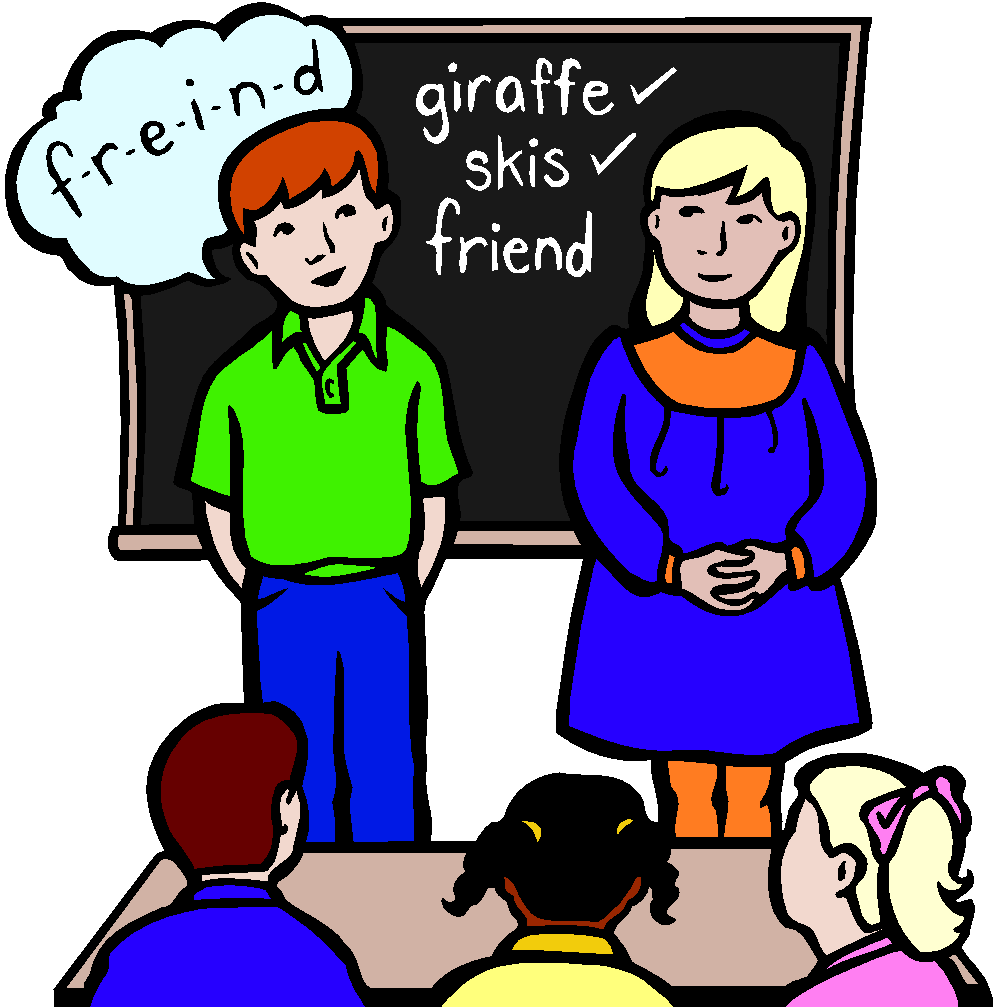 f-r-e-i-n-d
giraffe ✓
skis ✓
friend